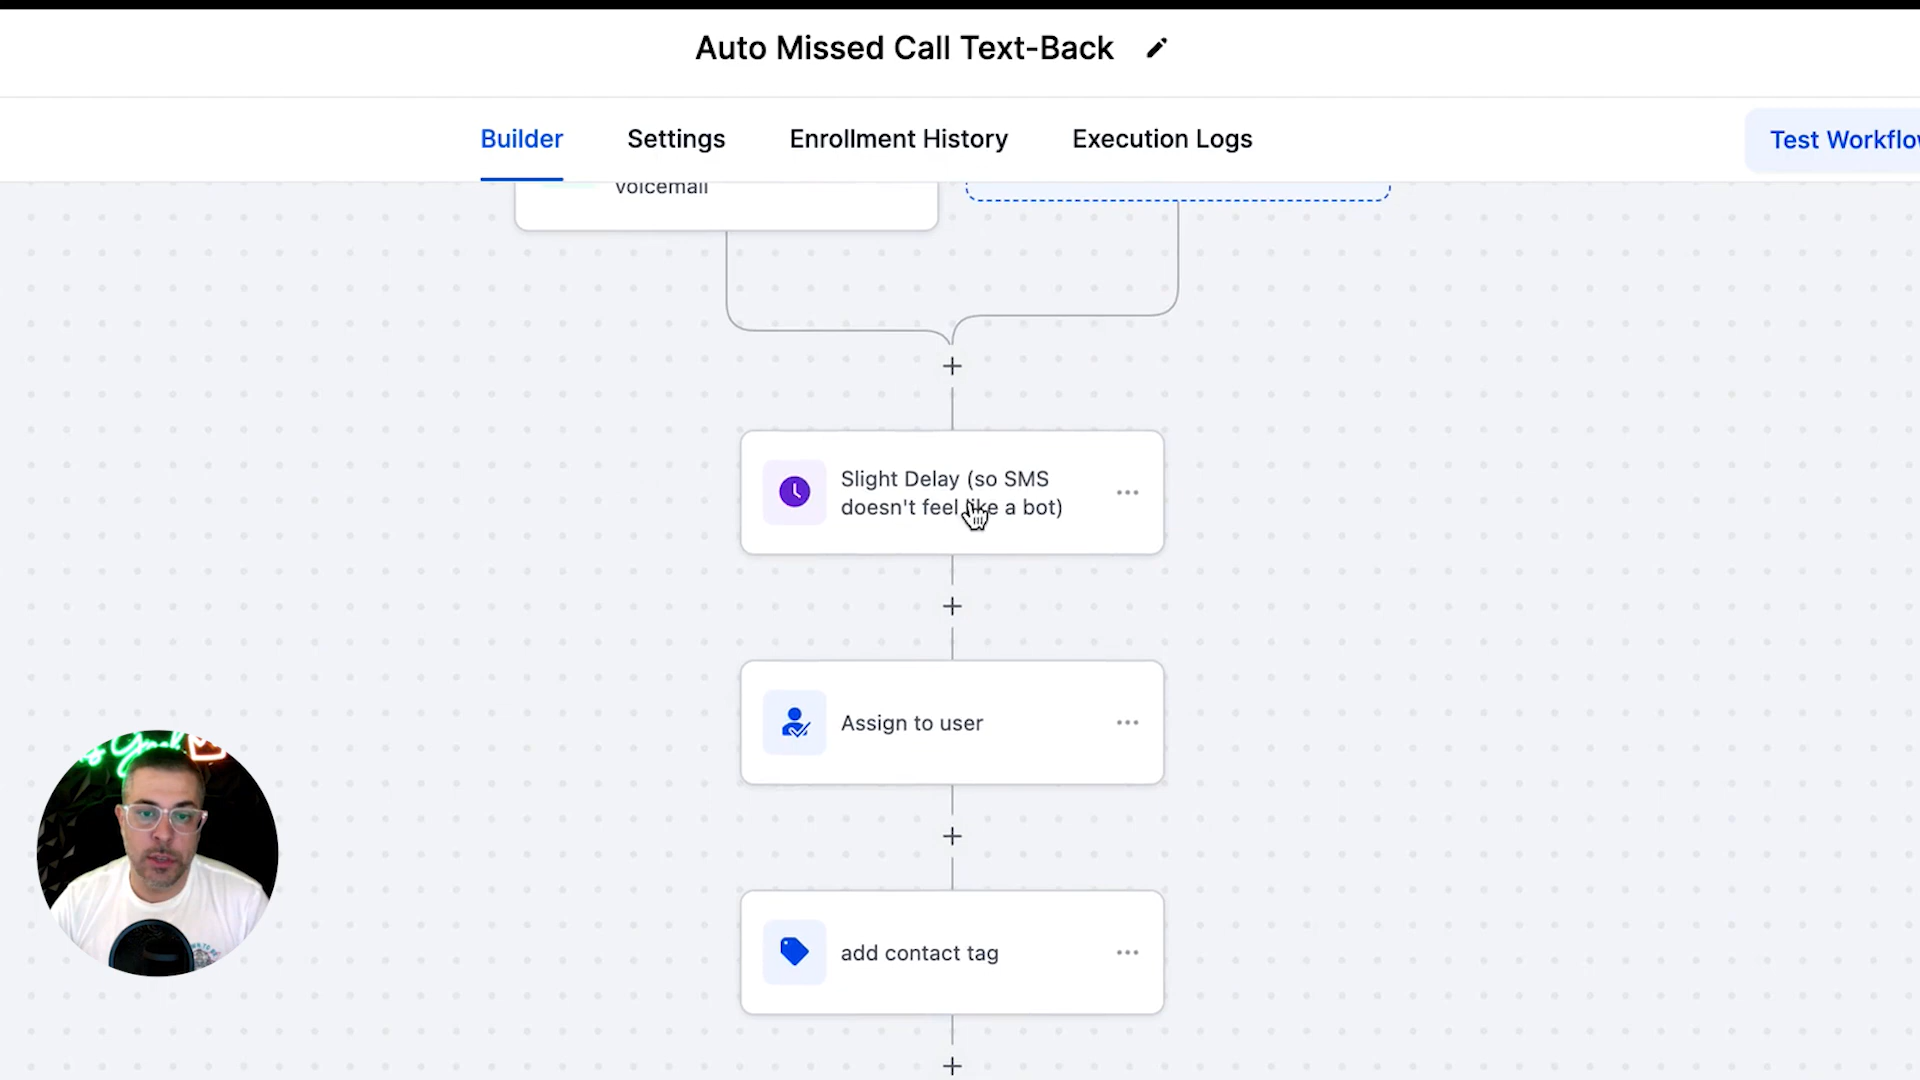 Auto Missed Call Text-Back
Builder
Settings
Enrollment History
Execution Logs
Test Workflow
voicemail
Slight Delay (so SMS
doesn't feel like a bot)
Assign to user
add contact tag